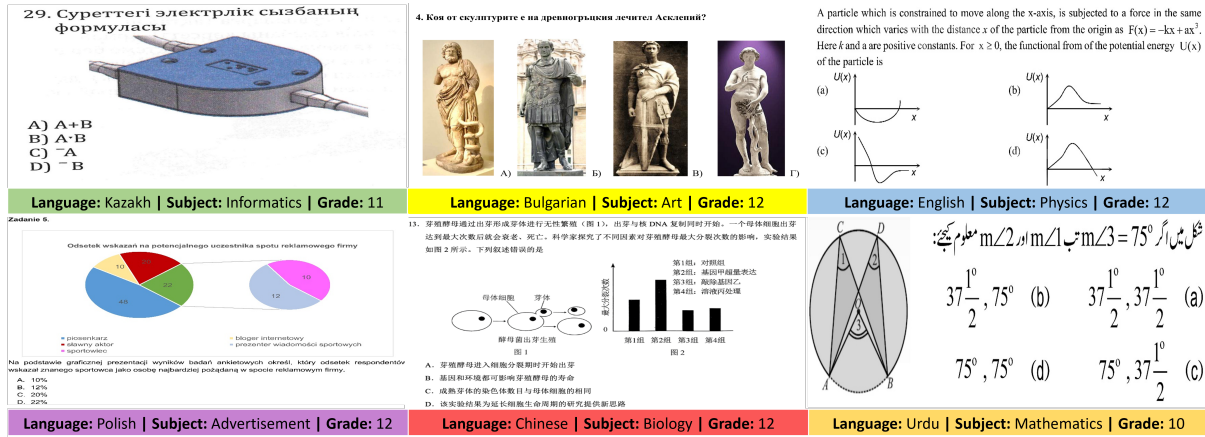 29. Суреттегі электрлік сызбаның
формуласы
A) A+B
B) A·B
C) ¯A
D) ¯B
Language: Kazakh | Subject: Informatics | Grade: 11
4. Коя от скулптурите е на древногръцкия лечител Асклепий?
А)
Б)
В)
Г)
Language: Bulgarian | Subject: Art | Grade: 12
A particle which is constrained to move along the x-axis, is subjected to a force in the same
direction which varies with the distance x of the particle from the origin as F(x) = −kx + ax³.
Here k and a are positive constants. For x ≥ 0, the functional from of the potential energy U(x)
of the particle is
(a) U(x) x
(b) U(x) x
(c) U(x) x
(d) U(x) x
Language: English | Subject: Physics | Grade: 12
Zadanie 5.
Odsetek wskazań na potencjalnego uczestnika spotu reklamowego firmy
10
22
48
10
12
piosenkarz
bloger internetowy
sławny aktor
prezenter wiadomości sportowych
sportowiec
Na podstawie graficznej prezentacji wyników badań ankietowych określ, który odsetek respondentów
wskazał znanego sportowca jako osobę najbardziej pożądaną w spocie reklamowym firmy.
A. 10%
B. 12%
C. 20%
D. 22%
Language: Polish | Subject: Advertisement | Grade: 12
13. 芽殖酵母通过出芽形成芽体进行无性繁殖（图 1），出芽与核 DNA 复制同时开始。一个母体细胞出芽
达到最大次数后就会衰老、死亡。科学家探究了不同因素对芽殖酵母最大分裂次数的影响，实验结果
如图 2 所示。下列叙述错误的是
母体细胞 芽体
酵母菌出芽生殖
图 1
最大分裂次数
0
第1组：对照组
第2组：基因甲超量表达
第3组：敲除基因乙
第4组：溶液丙处理
第1组 第2组 第3组 第4组
图 2
A．芽殖酵母进入细胞分裂期时开始出芽
B．基因和环境都可影响芽殖酵母的寿命
C．成熟芽体的染色体数目与母体细胞的相同
D．该实验结果为延长细胞生命周期的研究提供新思路
Language: Chinese | Subject: Biology | Grade: 12
شکل میں اگر m∠3 = 75° تب m∠1 اور m∠2 معلوم کیجئے:
(a) 37 1°/2 , 37 1°/2
(b) 37 1°/2 , 75°
(c) 75° , 37 1°/2
(d) 75° , 75°
C D
1 2
3
A B
Language: Urdu | Subject: Mathematics | Grade: 10